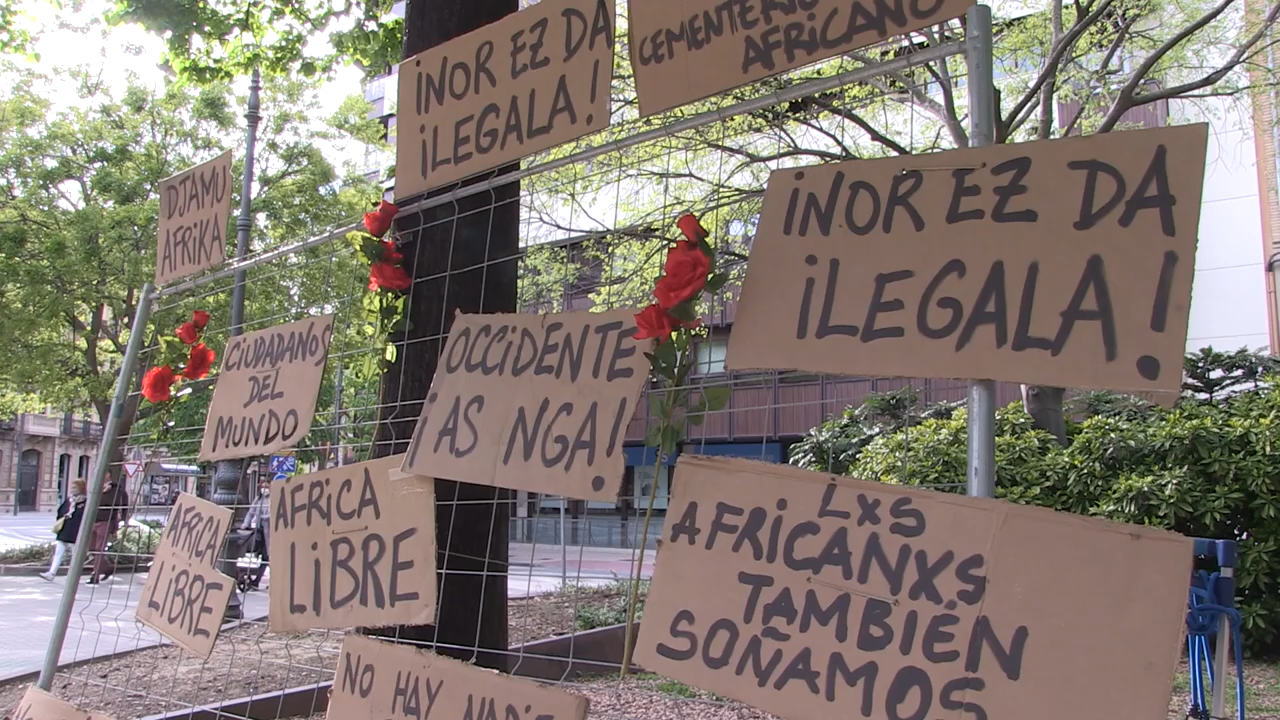 ¡NOR EZ DA
¡LEGALA!
CEMENTERIO
AFRICANO
DJAMU
AFRIKA
¡NOR EZ DA
¡LEGALA!
CIUDADANOS
DEL
MUNDO
OCCIDENTE
¡AS NGA!
AFRICA
LIBRE
AFRICA
LIBRE
LXS
AFRICANXS
TAMBIÉN
SOÑAMOS
NO HAY NADIE